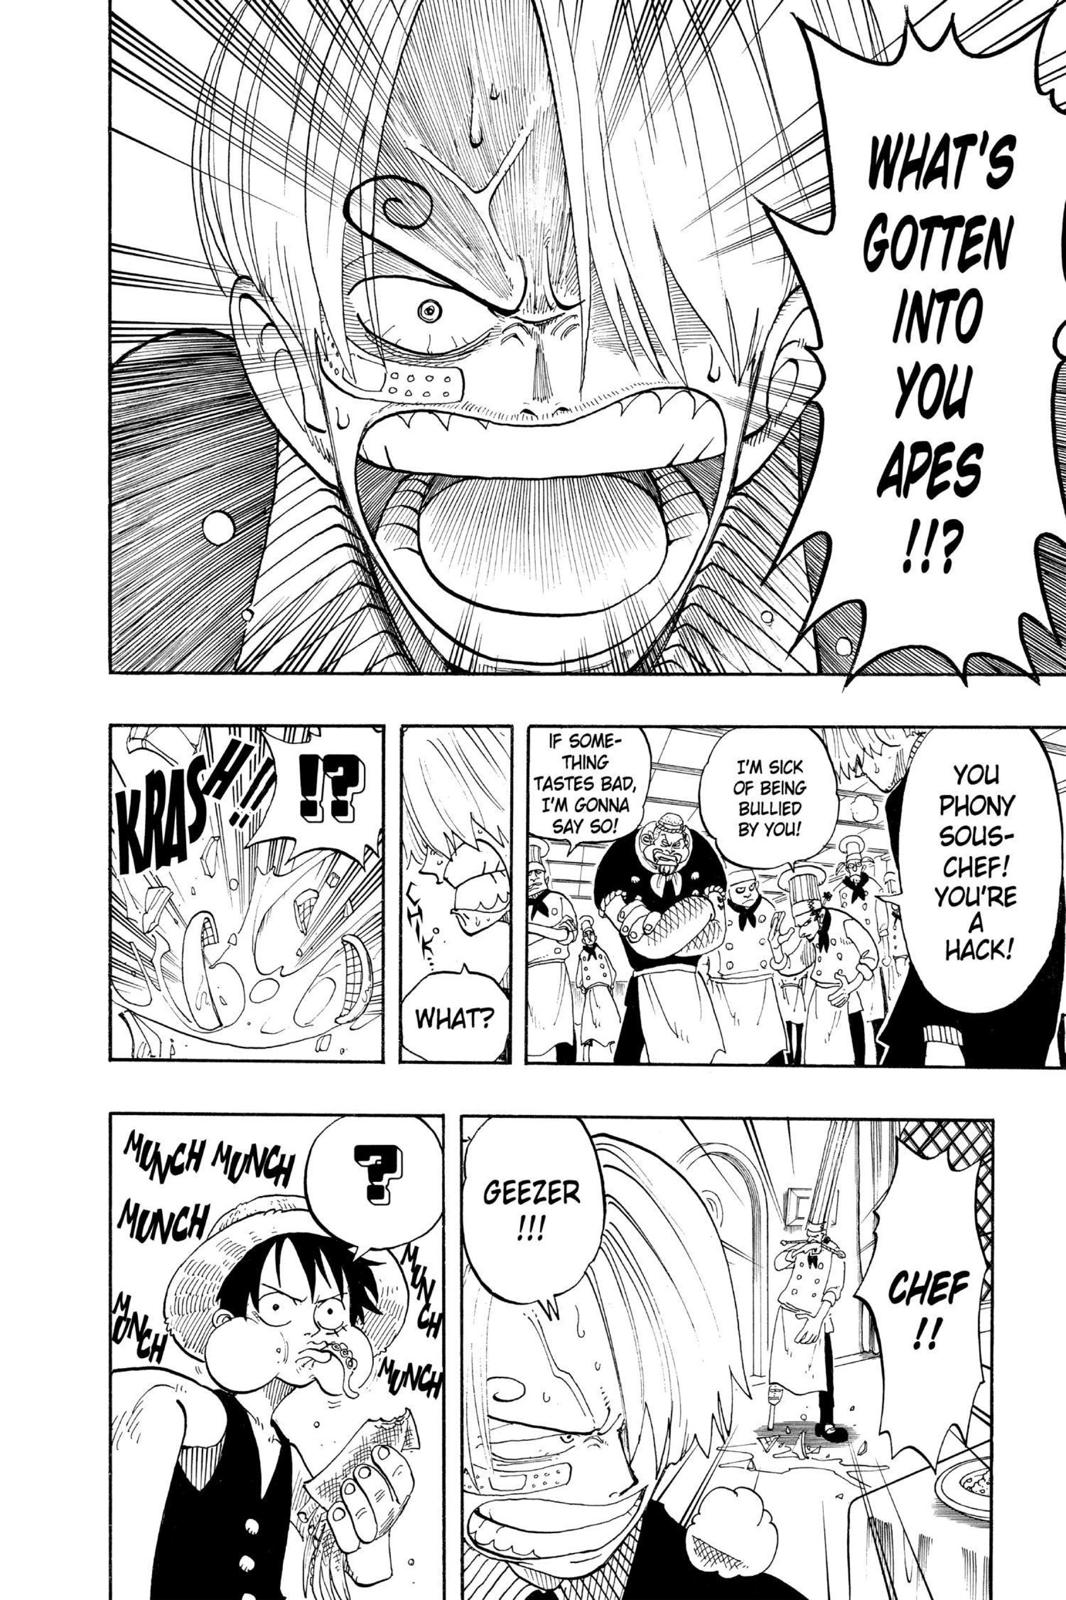 WHAT'S
GOTTEN
INTO
YOU
APES
!!?
YOU
PHONY
SOUS-
CHEF!
YOU'RE
A
HACK!
I'M SICK
OF BEING
BULLIED
BY YOU!
IF SOME-
THING
TASTES BAD,
I'M GONNA
SAY SO!
CHK
WHAT?
!?
KRASH!!
CHEF
!!
GEEZER
!!!
?
MUNCH MUNCH
MUNCH
MUNCH
MUNCH
MUNCH